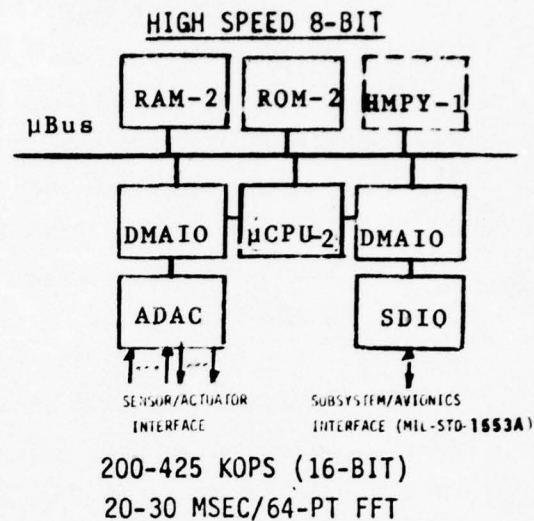 HIGH SPEED 8-BIT
RAM-2 ROM-2 HMPY-1
µBus
DMAIO µCPU-2 DMAIO
ADAC SDIQ
SENSOR/ACTUATOR SUBSYSTEM/AVIONICS
INTERFACE INTERFACE (MIL-STD-1553A)
200-425 KOPS (16-BIT)
20-30 MSEC/64-PT FFT